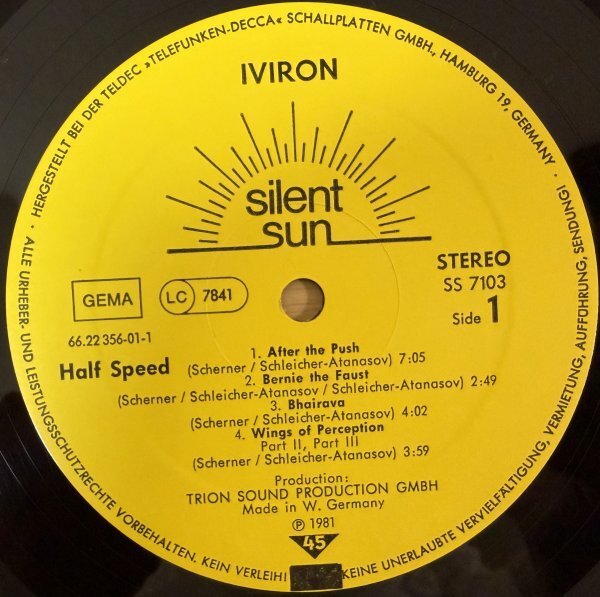 · HERGESTELLT BEI DER TELDEC »TELEFUNKEN-DECCA« SCHALLPLATTEN GMBH., HAMBURG 19, GERMANY ·
IVIRON
silent
sun
STEREO
SS 7103
Side 1
GEMA
LC 7841
66.22 356-01-1
Half Speed
1. After the Push
(Scherner / Schleicher-Atanasov) 7:05
2. Bernie the Faust
(Scherner / Schleicher-Atanasov / Schleicher-Atanasov) 2:49
3. Bhairava
(Scherner / Schleicher-Atanasov) 4:02
4. Wings of Perception
Part II, Part III
(Scherner / Schleicher-Atanasov) 3:59
Production:
TRION SOUND PRODUCTION GMBH
Made in W. Germany
Ⓟ 1981
45
ALLE URHEBER- UND LEISTUNGSSCHUTZRECHTE VORBEHALTEN. KEIN VERLEIH! KEINE UNERLAUBTE VERVIELFÄLTIGUNG, VERMIETUNG, AUFFÜHRUNG, SENDUNG!